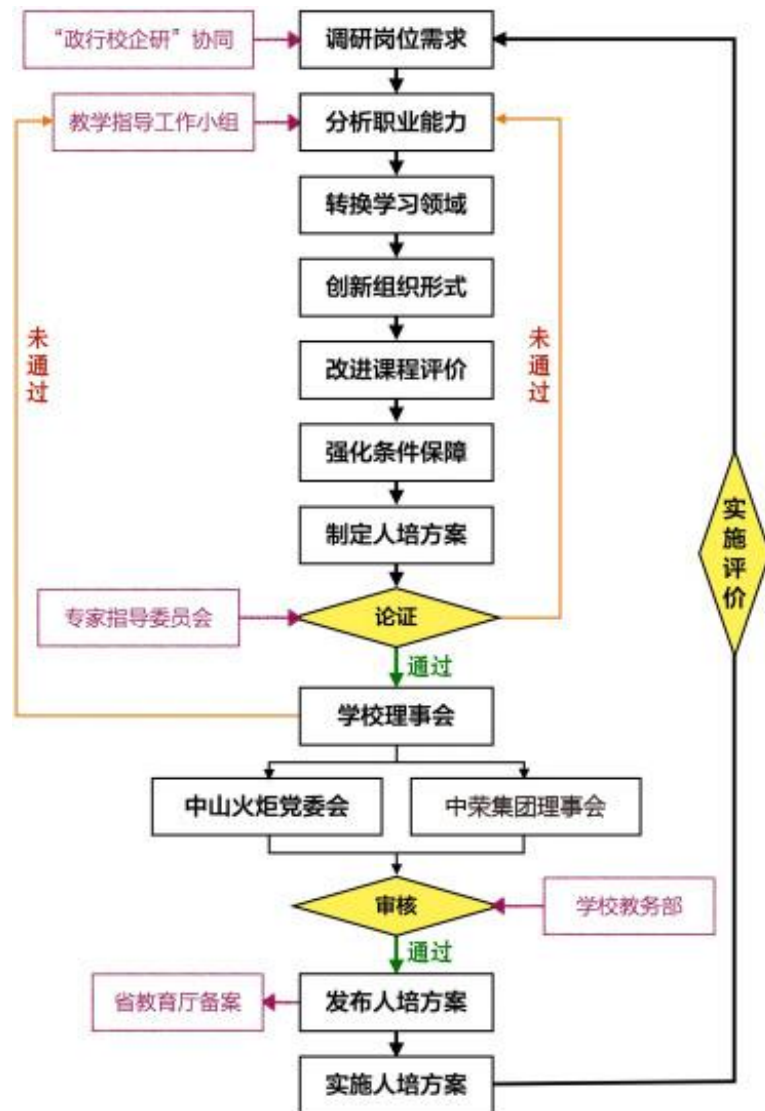 “政行校企研”协同
调研岗位需求
教学指导工作小组
分析职业能力
转换学习领域
创新组织形式
未通过
改进课程评价
未通过
强化条件保障
制定人培方案
实施评价
专家指导委员会
论证
通过
学校理事会
中山火炬党委会
中荣集团理事会
审核
学校教务部
通过
省教育厅备案
发布人培方案
实施人培方案